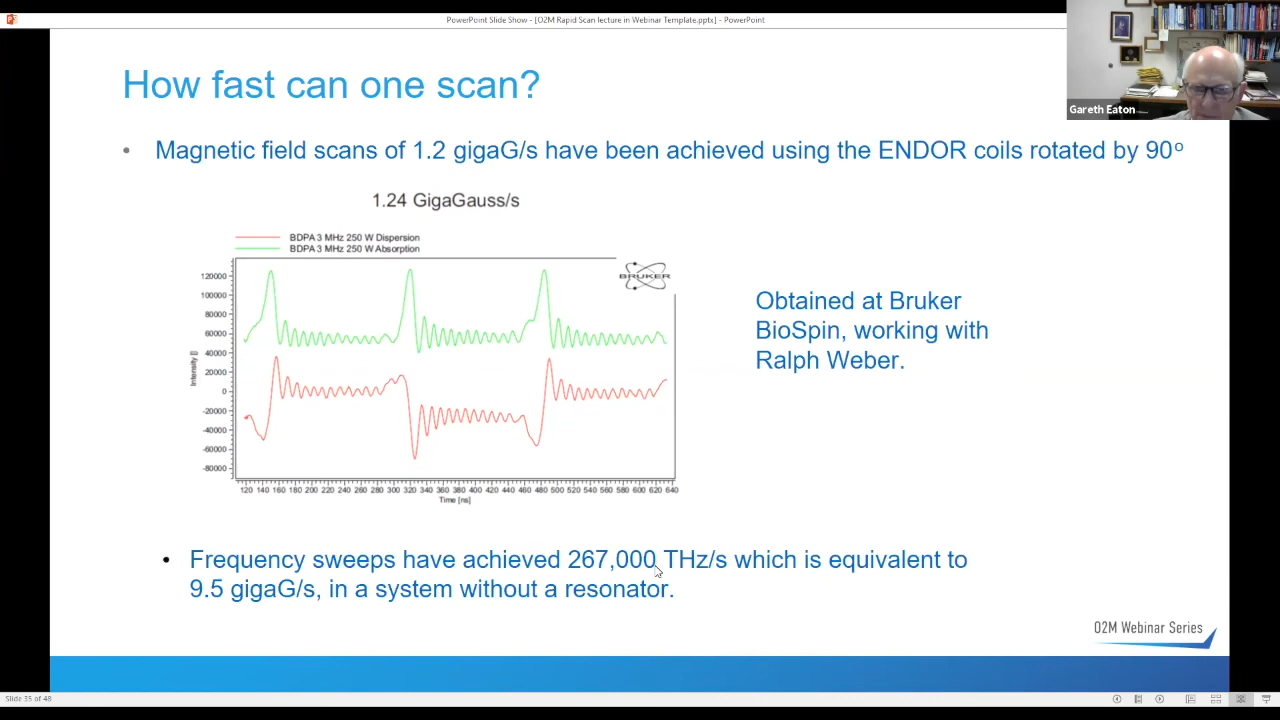 PowerPoint Slide Show - [O2M Rapid Scan lecture in Webinar Template.pptx] - PowerPoint
Gareth Eaton
How fast can one scan?
• Magnetic field scans of 1.2 gigaG/s have been achieved using the ENDOR coils rotated by 90º
1.24 GigaGauss/s
BDPA 3 MHz 250 W Dispersion
BDPA 3 MHz 250 W Absorption
BRUKER
120000
100000
80000
60000
40000
20000
0
-20000
-40000
-60000
-80000
Intensity []
120 140 160 180 200 220 240 260 280 300 320 340 360 380 400 420 440 460 480 500 520 540 560 580 600 620 640
Time [ns]
Obtained at Bruker
BioSpin, working with
Ralph Weber.
• Frequency sweeps have achieved 267,000 THz/s which is equivalent to
9.5 gigaG/s, in a system without a resonator.
O2M Webinar Series
Slide 35 of 48